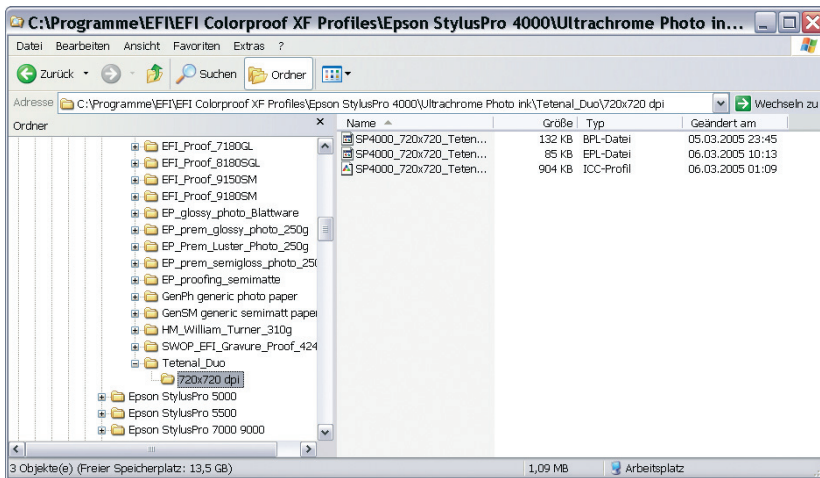 C:\Programme\EFI\EFI Colorproof XF Profiles\Epson StylusPro 4000\Ultrachrome Photo in...
Datei Bearbeiten Ansicht Favoriten Extras ?
Zurück Suchen Ordner
Adresse C:\Programme\EFI\EFI Colorproof XF Profiles\Epson StylusPro 4000\Ultrachrome Photo ink\Tetenal_Duo\720x720 dpi Wechseln zu
Ordner
Name Größe Typ Geändert am
SP4000_720x720_Teten... 132 KB BPL-Datei 05.03.2005 23:45
SP4000_720x720_Teten... 85 KB EPL-Datei 06.03.2005 10:13
SP4000_720x720_Teten... 904 KB ICC-Profil 06.03.2005 01:09
EFI_Proof_7180GL
EFI_Proof_8180SGL
EFI_Proof_9150SM
EFI_Proof_9180SM
EP_glossy_photo_Blattware
EP_prem_glossy_photo_250g
EP_Prem_Luster_Photo_250g
EP_prem_semigloss_photo_250
EP_proofing_semimatte
GenPh generic photo paper
GenSM generic semimatt paper
HM_William_Turner_310g
SWOP_EFI_Gravure_Proof_424
Tetenal_Duo
720x720 dpi
Epson StylusPro 5000
Epson StylusPro 5500
Epson StylusPro 7000 9000
3 Objekte(e) (Freier Speicherplatz: 13,5 GB) 1,09 MB Arbeitsplatz